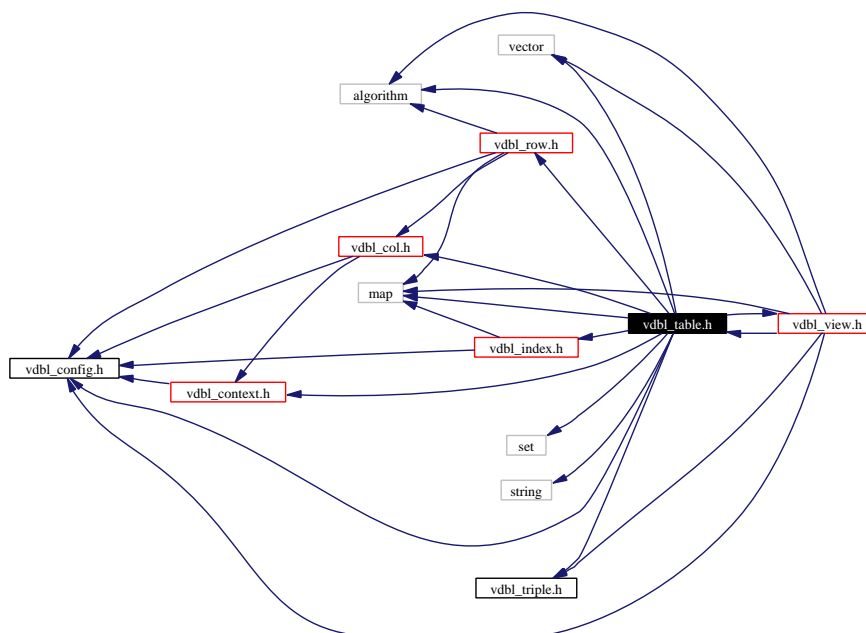 vector
algorithm
vdbl_row.h
vdbl_col.h
map
vdbl_table.h
vdbl_view.h
vdbl_index.h
vdbl_config.h
vdbl_context.h
set
string
vdbl_triple.h